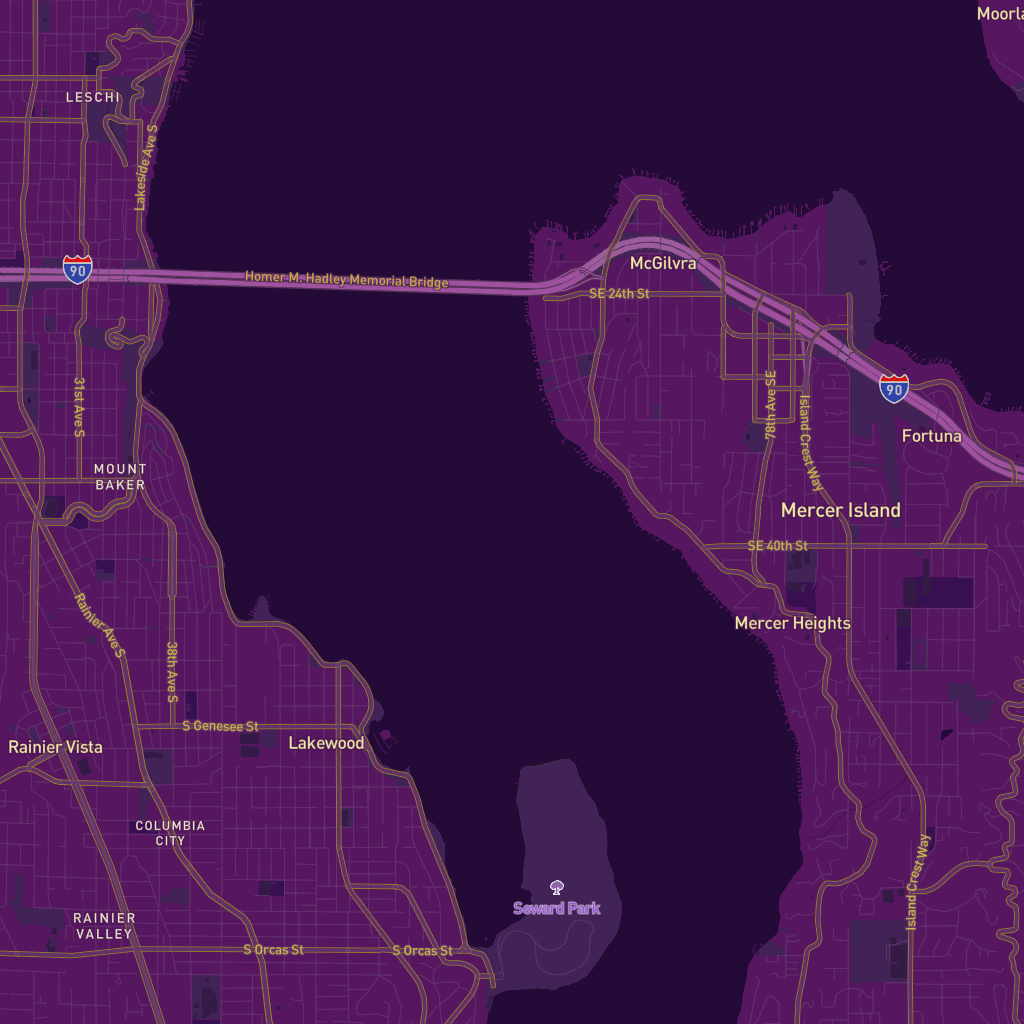 Moorla
LESCHI
Lakeside Ave S
90
Homer M. Hadley Memorial Bridge
McGilvra
SE 24th St
31st Ave S
78th Ave SE
Island Crest Way
90
Fortuna
MOUNT
BAKER
Mercer Island
SE 40th St
Rainier Ave S
38th Ave S
Mercer Heights
S Genesee St
Lakewood
Rainier Vista
COLUMBIA
CITY
Island Crest Way
Seward Park
RAINIER
VALLEY
S Orcas St
S Orcas St